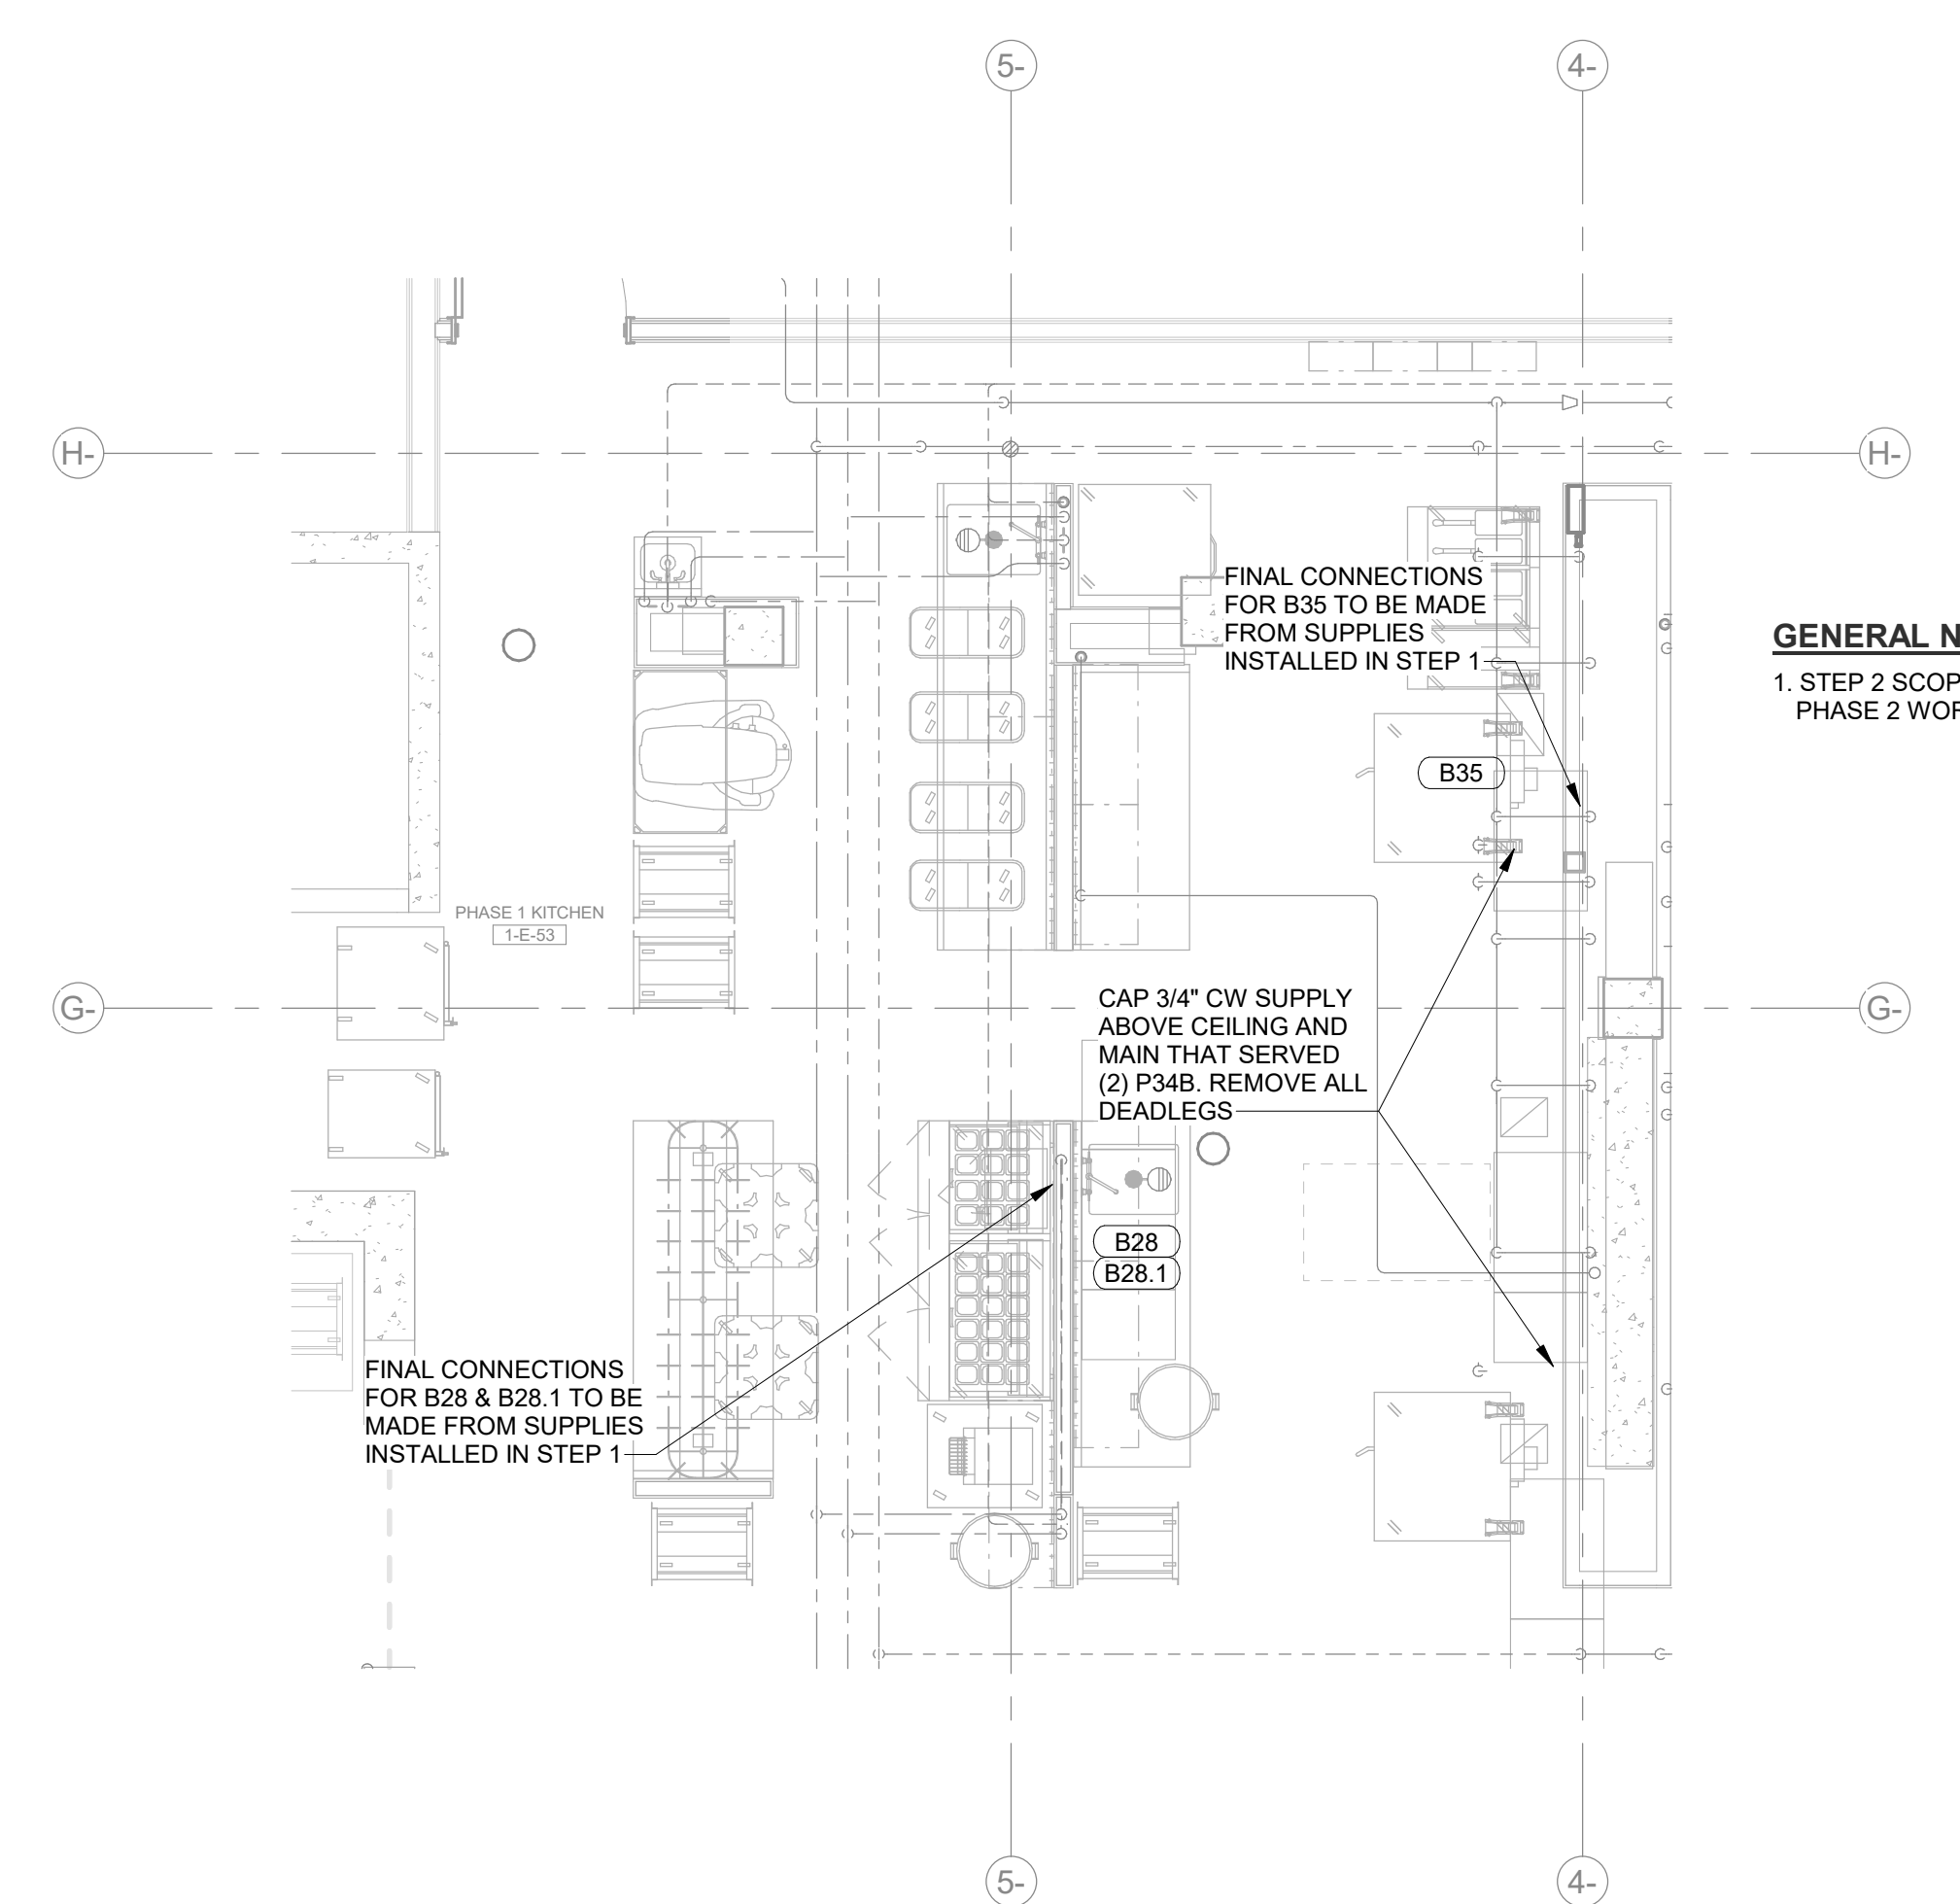 5-
4-
H-
H-
FINAL CONNECTIONS
FOR B35 TO BE MADE
FROM SUPPLIES
INSTALLED IN STEP 1
GENERAL N
1. STEP 2 SCOP
PHASE 2 WOR
B35
PHASE 1 KITCHEN
1-E-53
G-
G-
CAP 3/4" CW SUPPLY
ABOVE CEILING AND
MAIN THAT SERVED
(2) P34B. REMOVE ALL
DEADLEGS
B28
B28.1
FINAL CONNECTIONS
FOR B28 & B28.1 TO BE
MADE FROM SUPPLIES
INSTALLED IN STEP 1
5-
4-